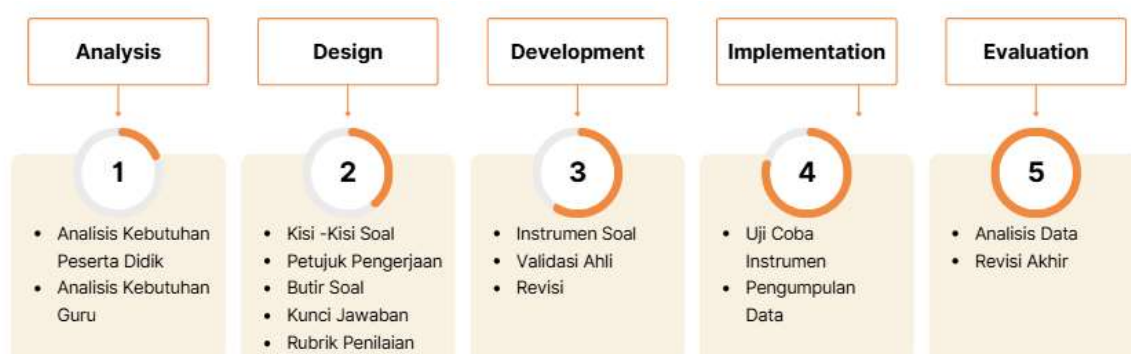 Analysis
Design
Development
Implementation
Evaluation
1
2
3
4
5
• Analisis Kebutuhan
Peserta Didik
• Analisis Kebutuhan
Guru
• Kisi -Kisi Soal
• Petujuk Pengerjaan
• Butir Soal
• Kunci Jawaban
• Rubrik Penilaian
• Instrumen Soal
• Validasi Ahli
• Revisi
• Uji Coba
Instrumen
• Pengumpulan
Data
• Analisis Data
• Revisi Akhir